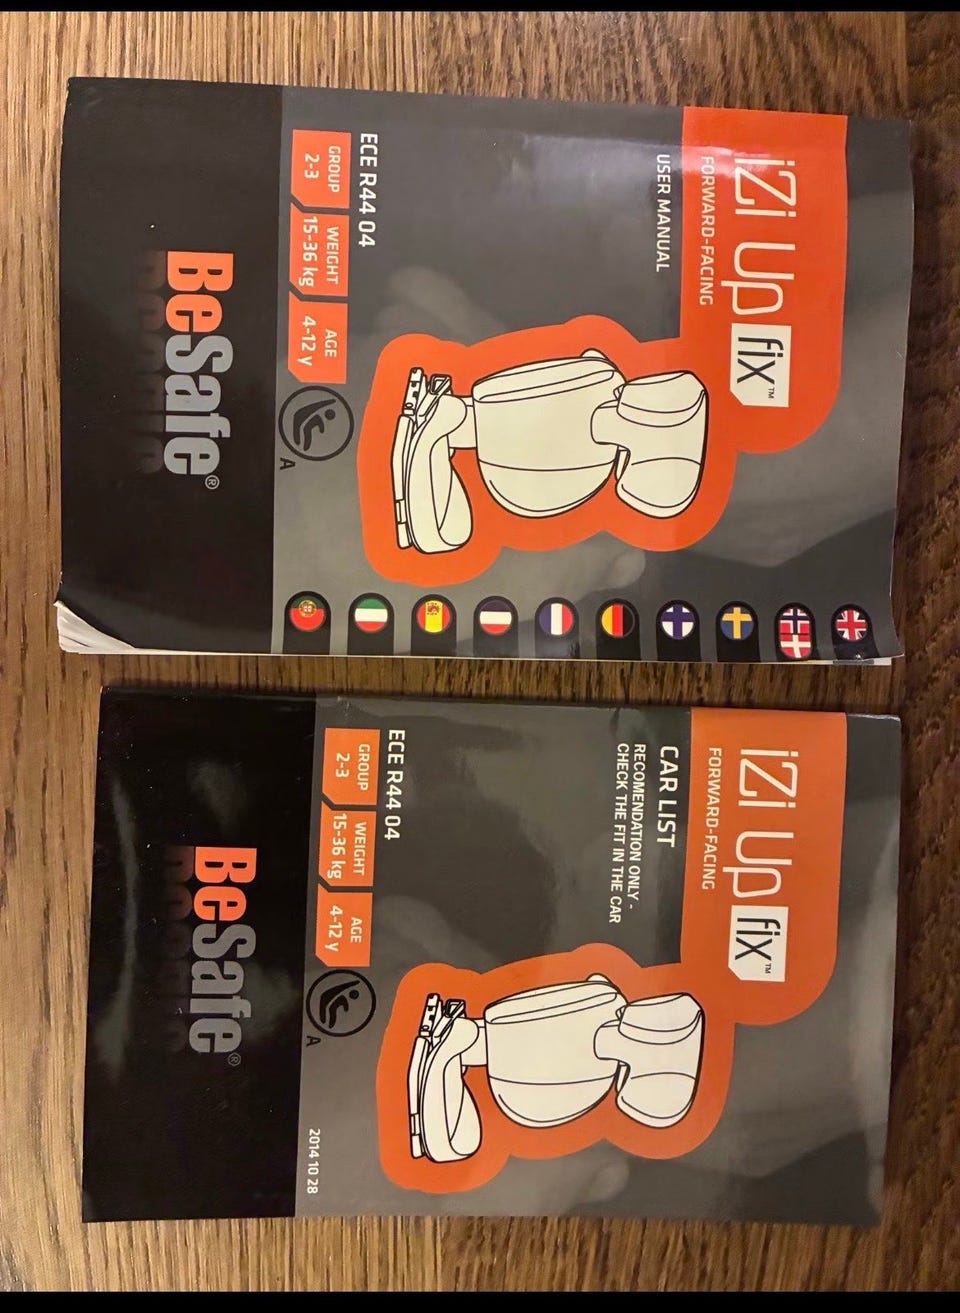 iZi Up fix™
FORWARD-FACING
USER MANUAL
ECE R44 04
GROUP
2-3
WEIGHT
15-36 kg
AGE
4-12 y
A
BeSafe®
iZi Up fix™
FORWARD-FACING
CAR LIST
RECOMENDATION ONLY -
CHECK THE FIT IN THE CAR
ECE R44 04
GROUP
2-3
WEIGHT
15-36 kg
AGE
4-12 y
A
2014 10 28
BeSafe®